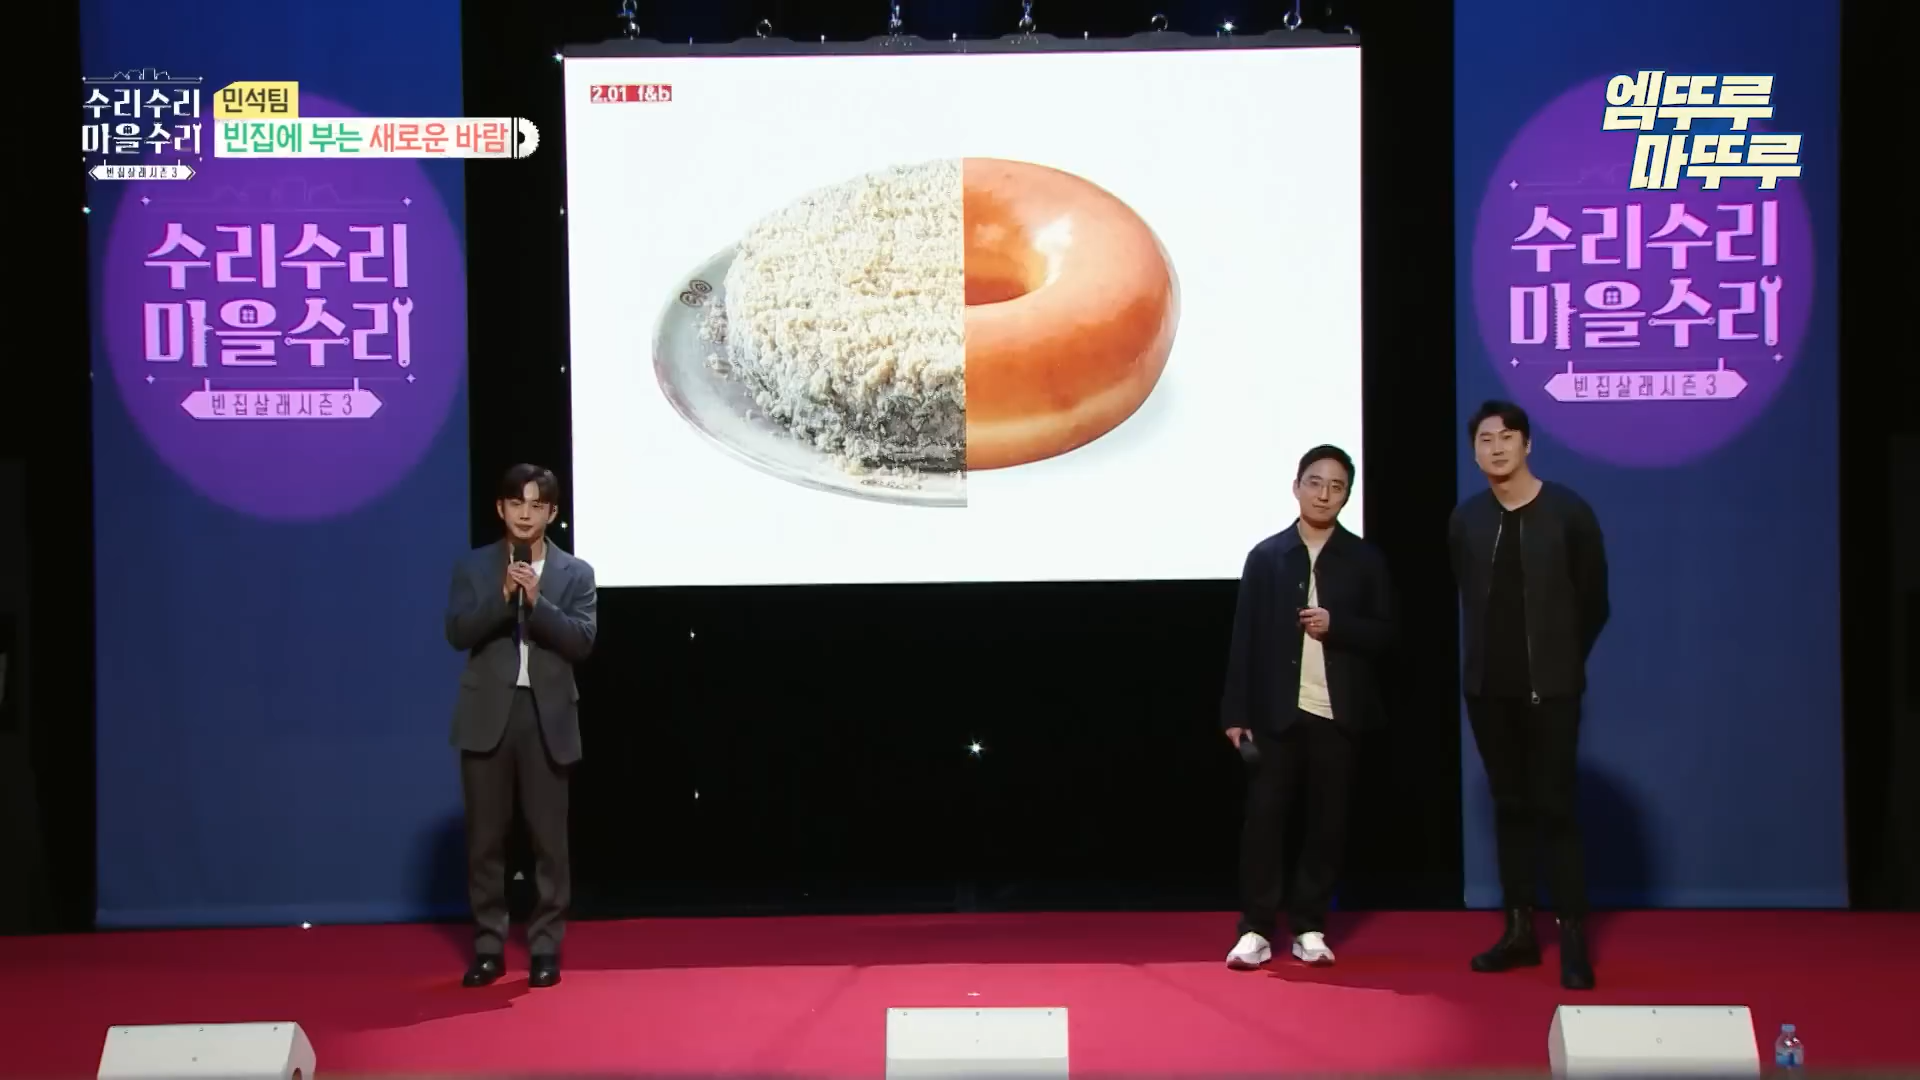 수리수리
마을수리
빈집살래시즌3
민석팀
빈집에 부는 새로운 바람
엠뚜루
마뚜루
2.01 f&b
수리수리
마을수리
빈집살래시즌3
수리수리
마을수리
빈집살래시즌3